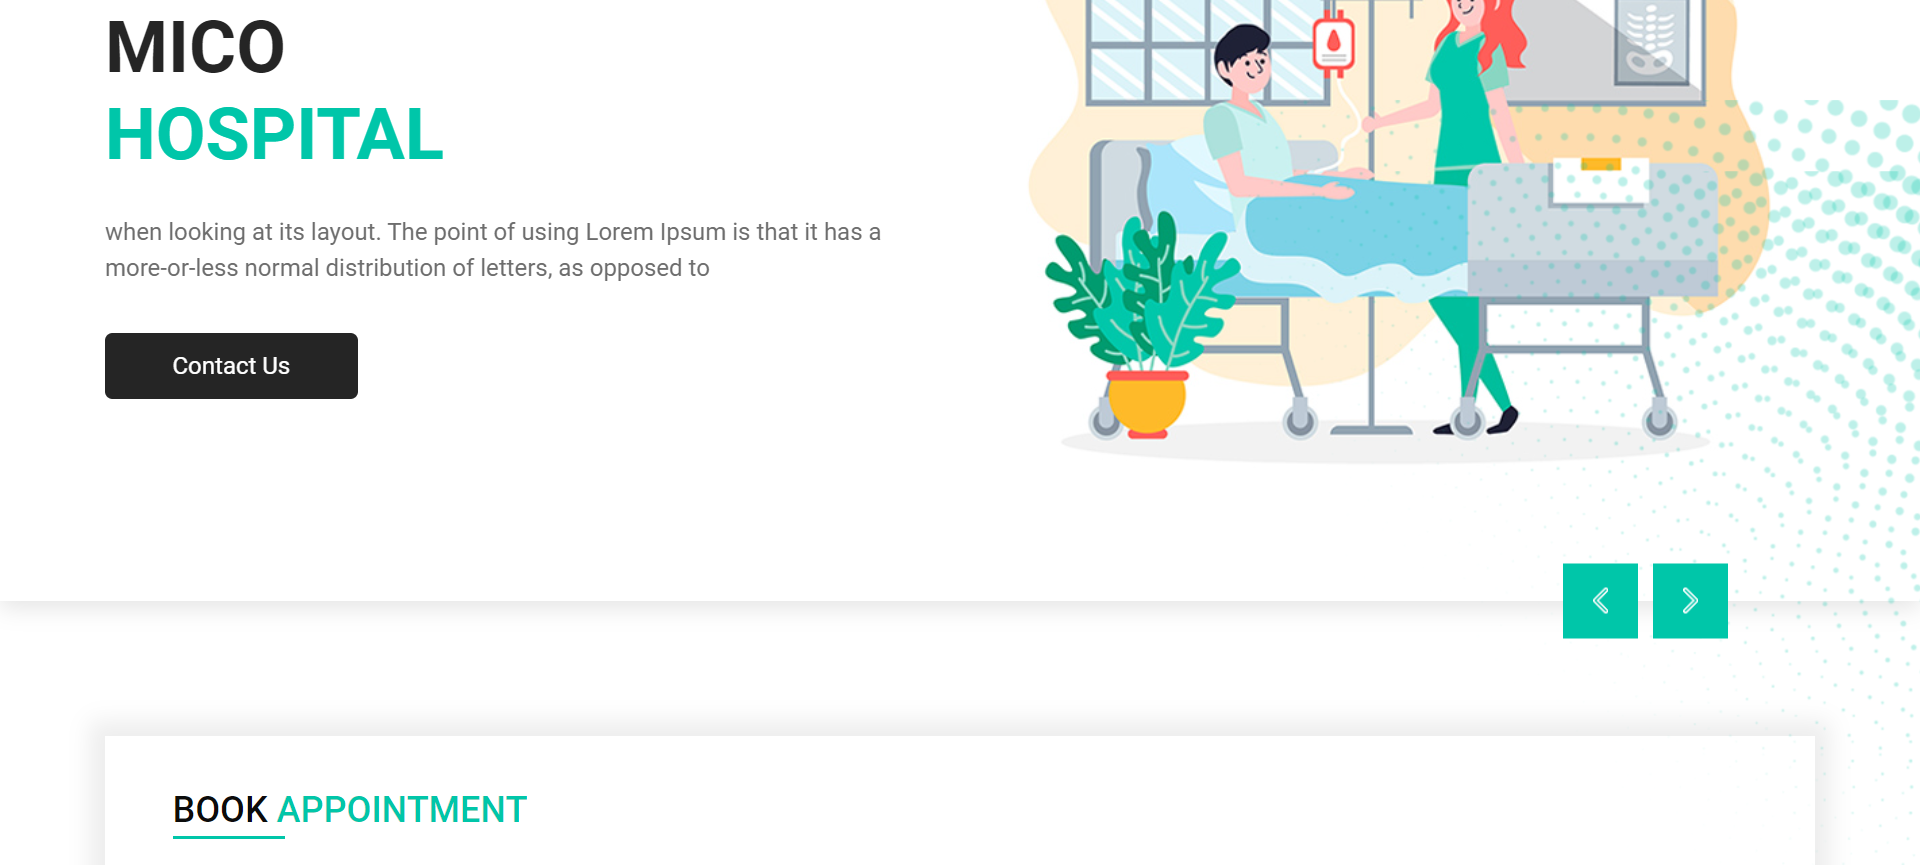 MICO
HOSPITAL
when looking at its layout. The point of using Lorem Ipsum is that it has a
more-or-less normal distribution of letters, as opposed to
Contact Us
BOOK APPOINTMENT